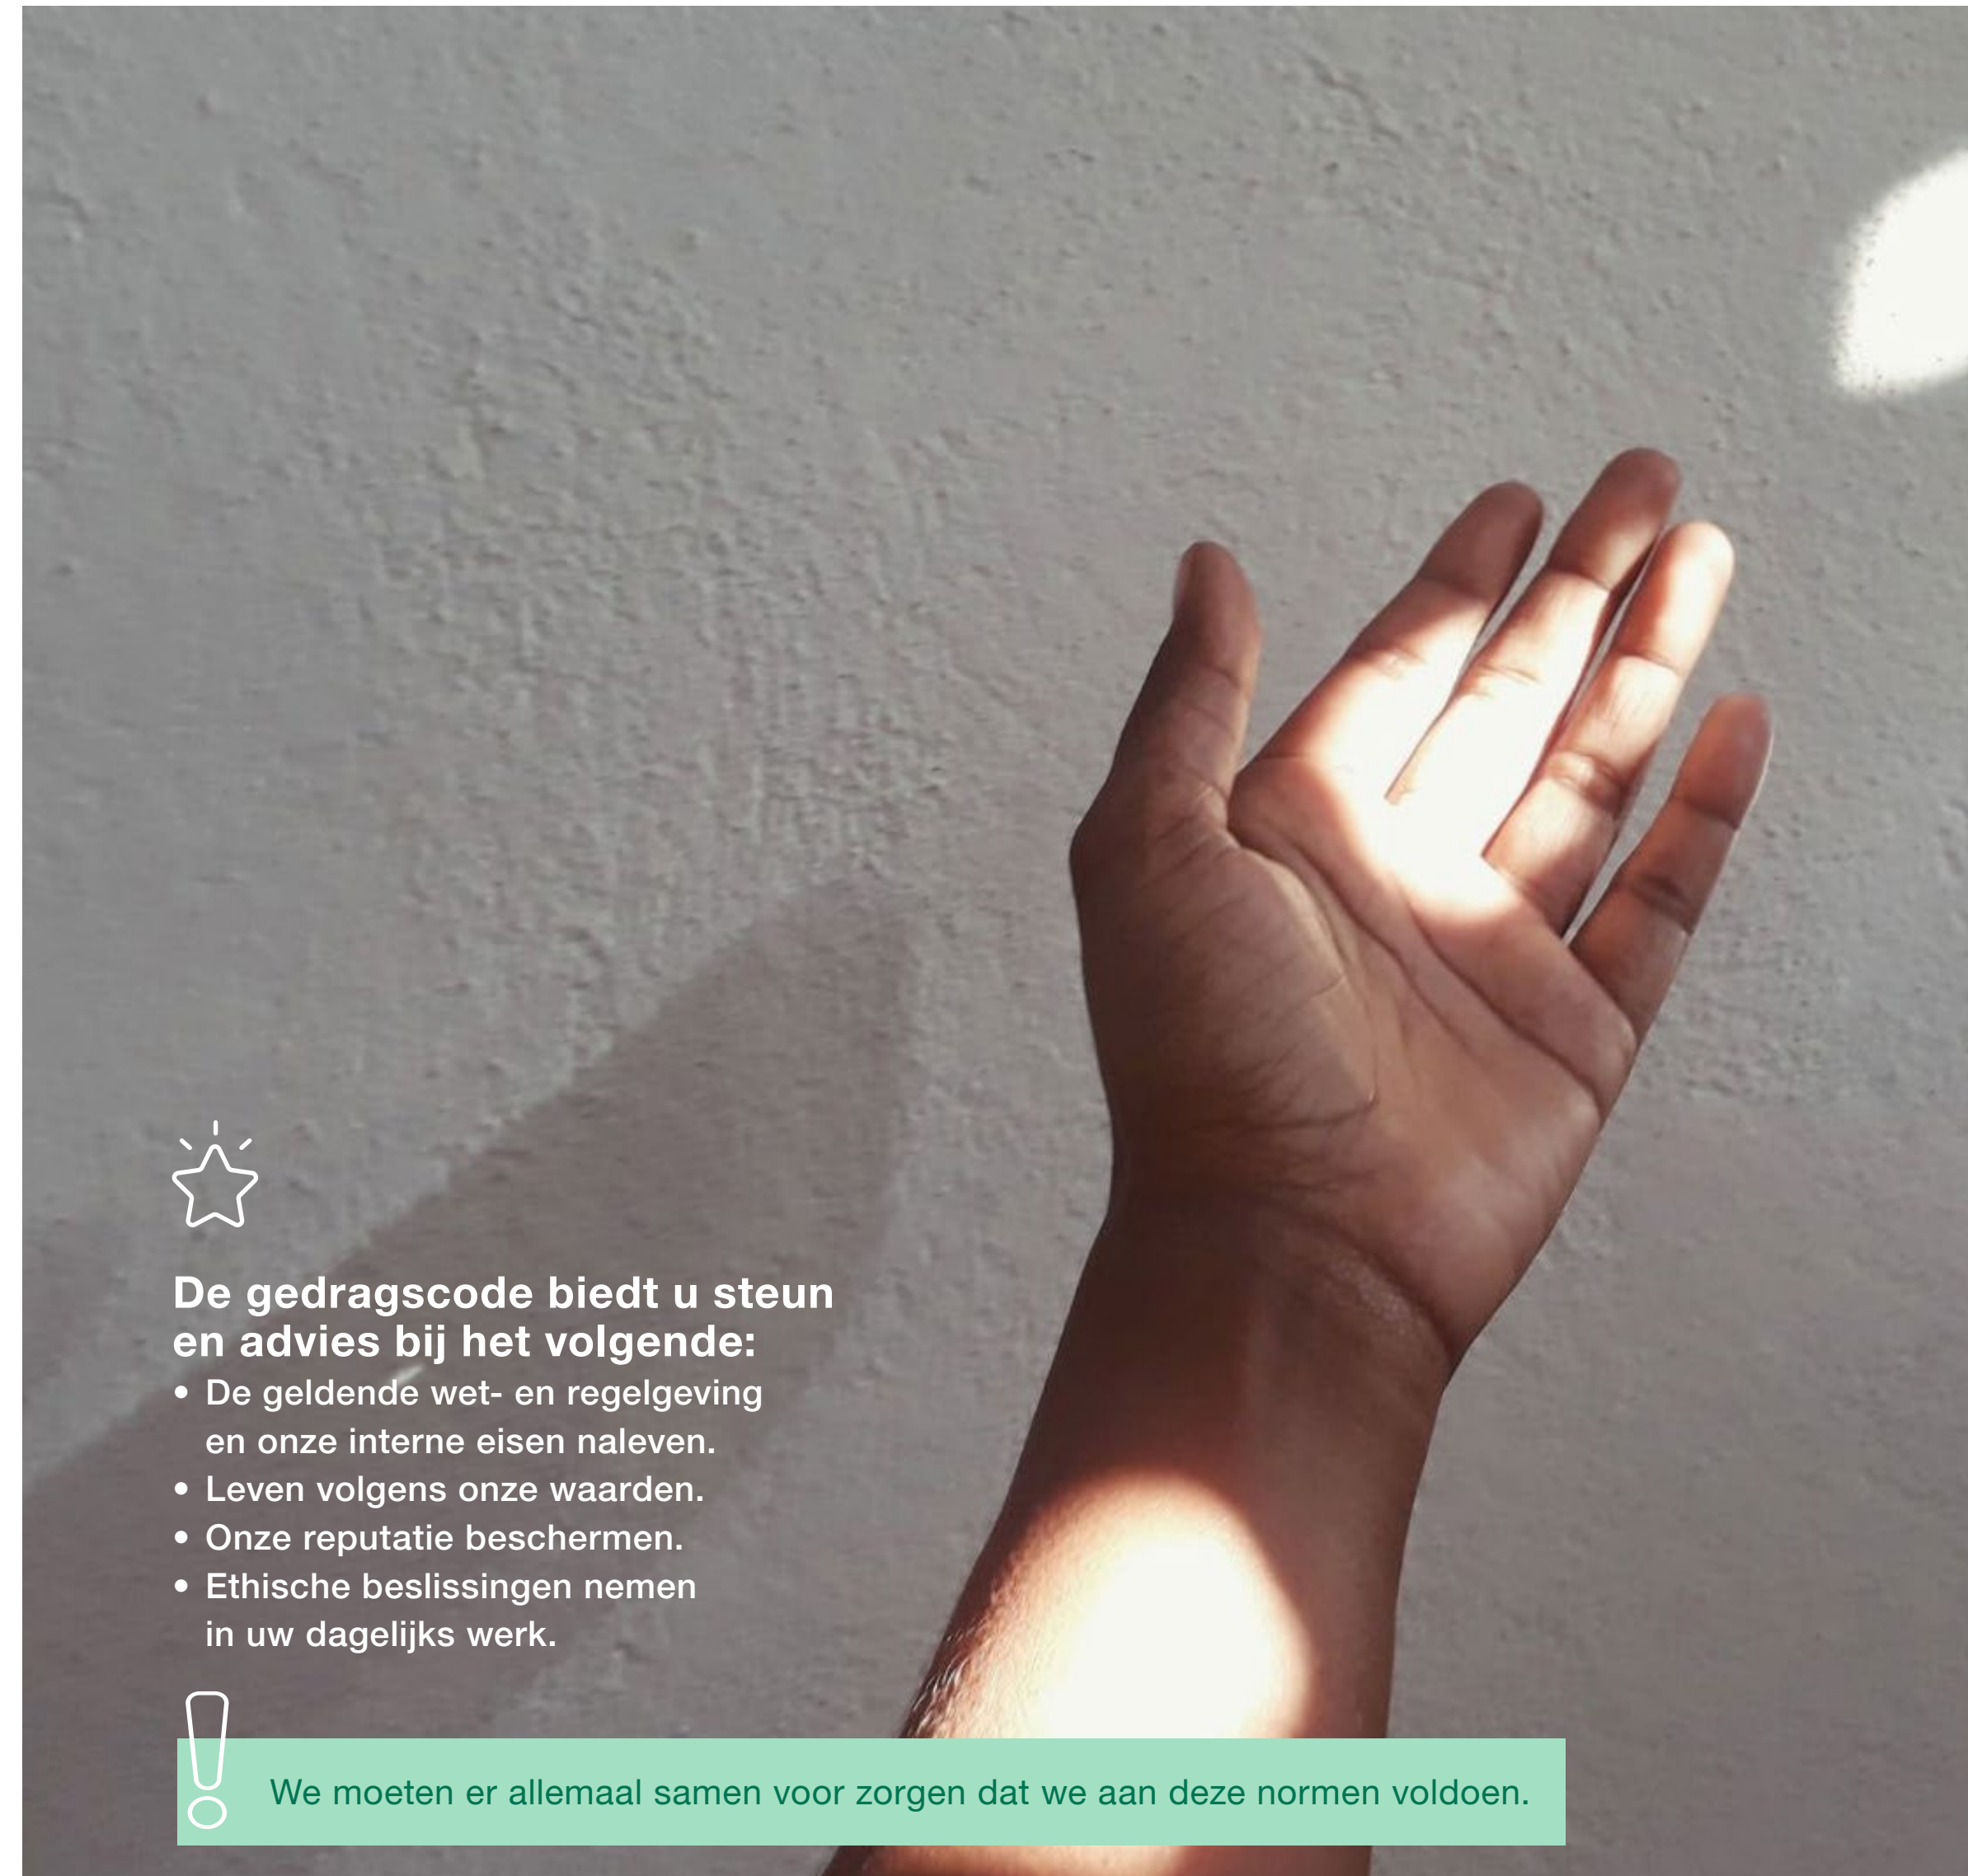 De gedragscode biedt u steun
en advies bij het volgende:
• De geldende wet- en regelgeving
en onze interne eisen naleven.
• Leven volgens onze waarden.
• Onze reputatie beschermen.
• Ethische beslissingen nemen
in uw dagelijks werk.
We moeten er allemaal samen voor zorgen dat we aan deze normen voldoen.